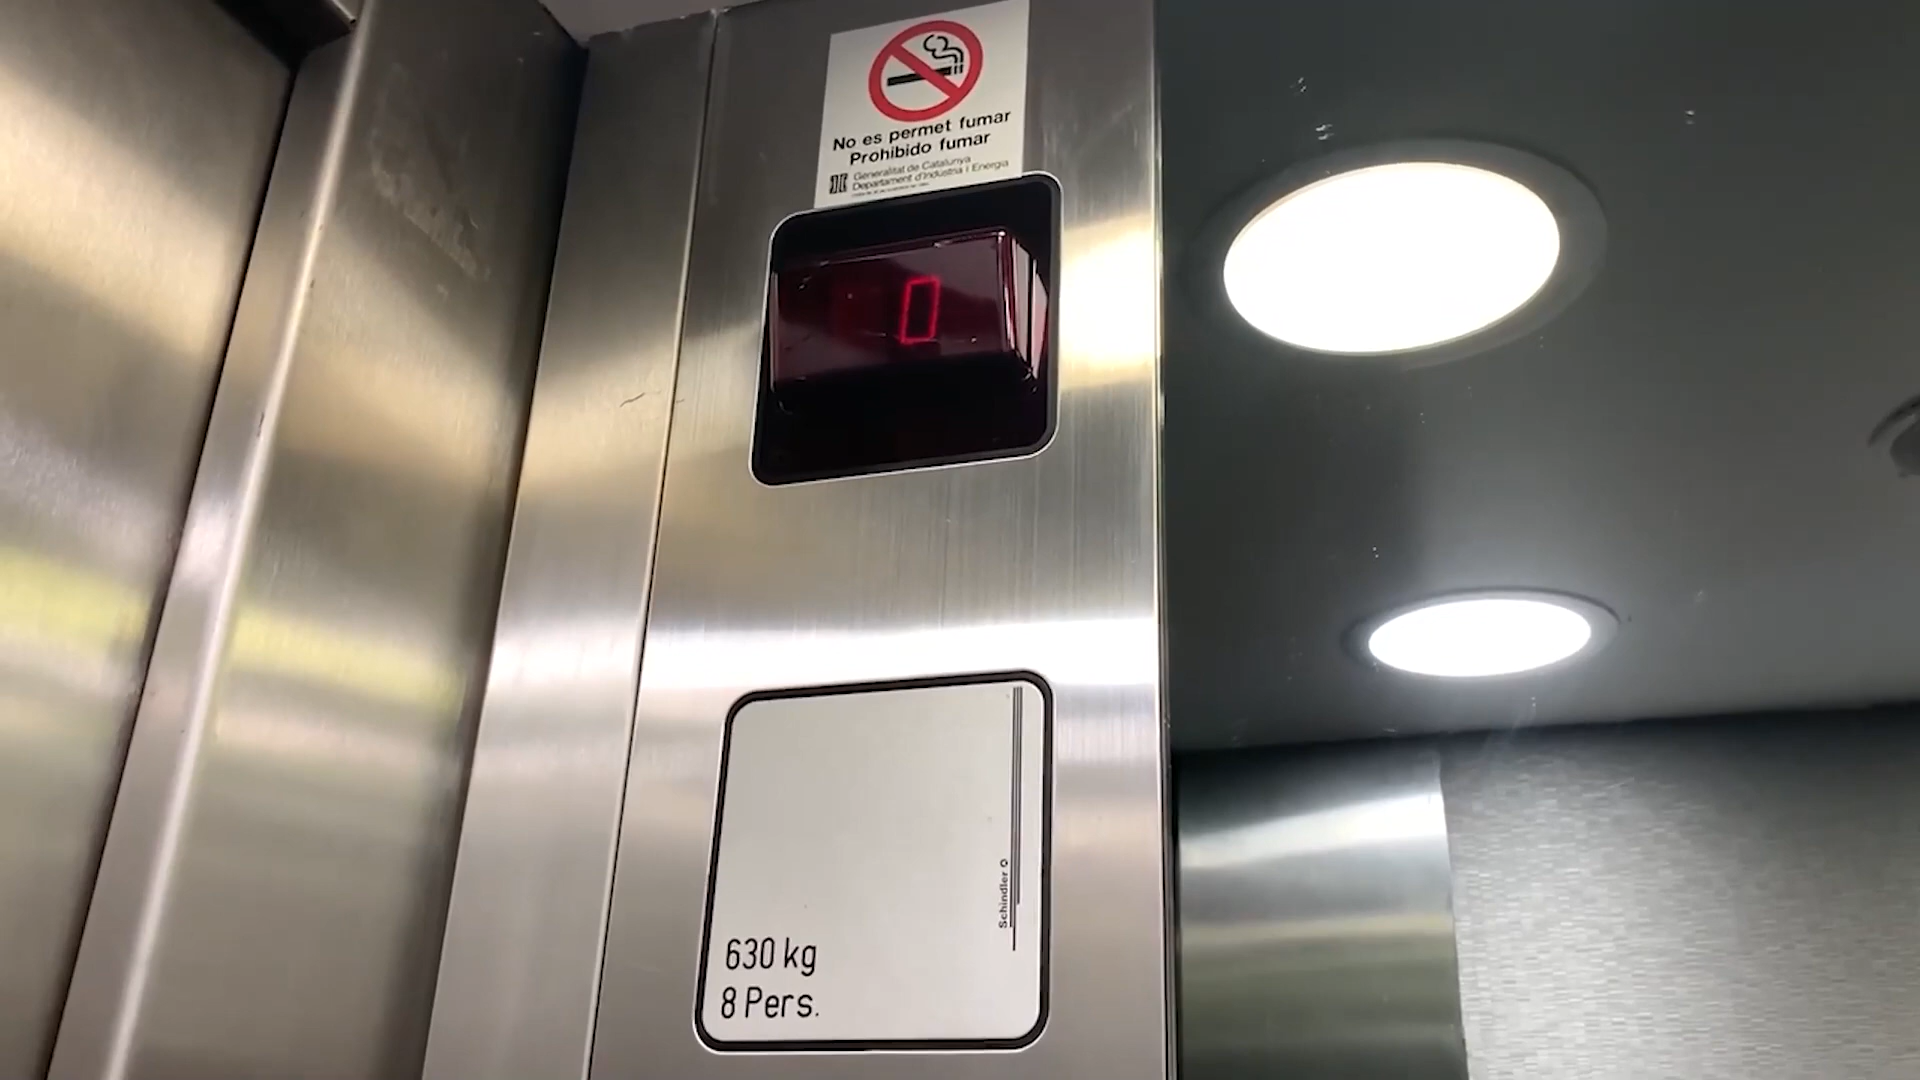 No es permet fumar
Prohibido fumar
Generalitat de Catalunya
Departament d'Indústria i Energia
0
Schindler
630 kg
8 Pers.